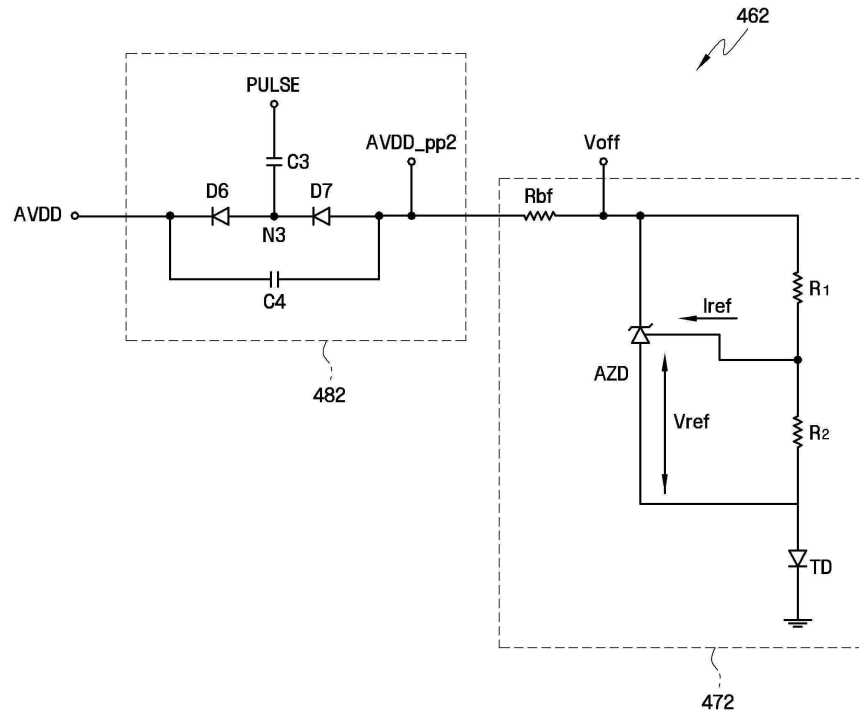 462
PULSE
C3
AVDD_pp2
Voff
D6
D7
Rbf
AVDD
N3
C4
R1
Iref
AZD
482
Vref
R2
TD
472